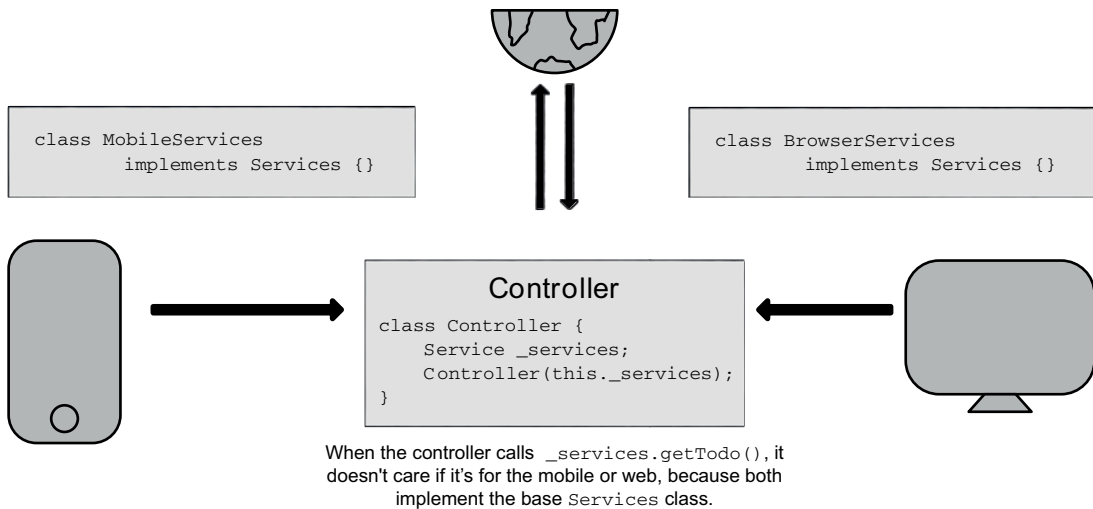 class MobileServices
implements Services {}
class BrowserServices
implements Services {}
Controller
class Controller {
Service _services;
Controller(this._services);
}
When the controller calls _services.getTodo(), it
doesn't care if it's for the mobile or web, because both
implement the base Services class.